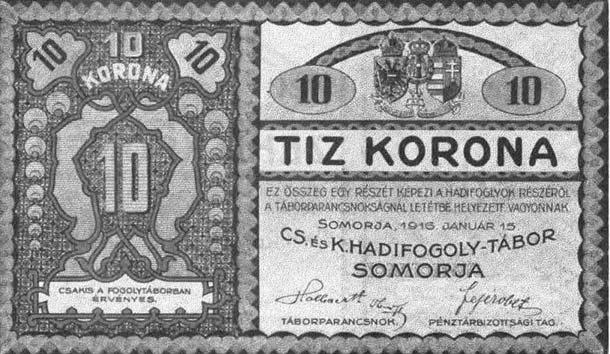 10
10
10
KORONA
10
CSAKIS A FOGOLYTÁBORBAN
ÉRVÉNYES.
10
10
TIZ KORONA
EZ ÖSSZEG EGY RÉSZÉT KÉPEZI A HADIFOGLYOK RÉSZÉRŐL
A TÁBORPARANCSNOKSÁGNÁL LETÉTBE HELYEZETT VAGYONNAK
SOMORJA, 1916. JANUÁR 15
CS. ÉS K. HADIFOGOLY-TÁBOR
SOMORJA
TÁBORPARANCSNOK.
PÉNZTÁRBIZOTTSÁGI TAG.